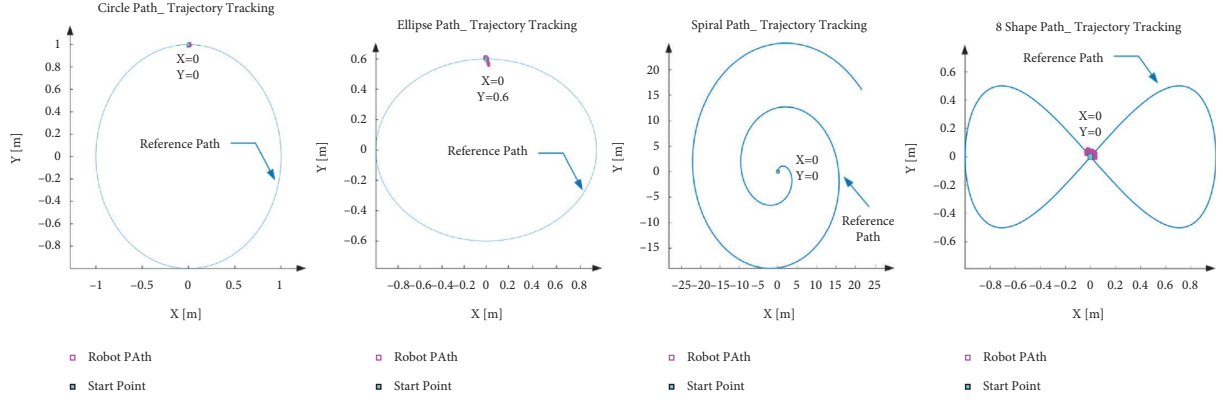 Circle Path_ Trajectory Tracking
Y [m]
1
0.8
0.6
0.4
0.2
0
−0.2
−0.4
−0.6
−0.8
X=0
Y=0
Reference Path
−1 −0.5 0 0.5 1
X [m]
Robot PAth
Start Point
Ellipse Path_ Trajectory Tracking
Y [m]
0.6
0.4
0.2
0
−0.2
−0.4
−0.6
X=0
Y=0.6
Reference Path
−0.8−0.6−0.4−0.2 0 0.2 0.4 0.6 0.8
X [m]
Robot PAth
Start Point
Spiral Path_ Trajectory Tracking
Y [m]
20
15
10
5
0
−5
−10
−15
X=0
Y=0
Reference
Path
−25−20−15−10−5 0 5 10 15 20 25
X [m]
Robot PAth
Start Point
8 Shape Path_ Trajectory Tracking
Reference Path
Y [m]
0.6
0.4
0.2
0
−0.2
−0.4
−0.6
X=0
Y=0
−0.8 −0.6−0.4−0.2 0 0.2 0.4 0.6 0.8
X [m]
Robot PAth
Start Point